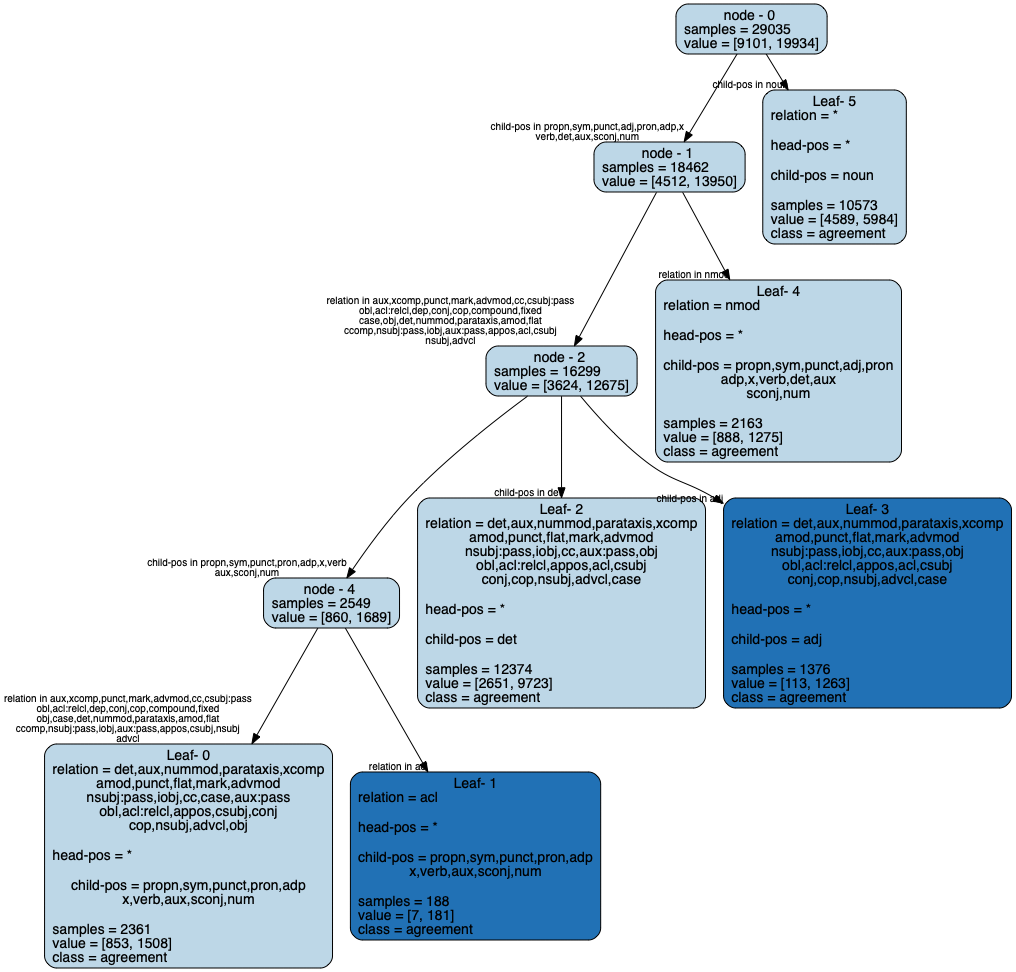 node - 0
samples = 29035
value = [9101, 19934]
child-pos in noun
Leaf- 5
relation = *
head-pos = *
child-pos = noun
samples = 10573
value = [4589, 5984]
class = agreement
child-pos in propn,sym,punct,adj,pron,adp,x
verb,det,aux,sconj,num
node - 1
samples = 18462
value = [4512, 13950]
relation in nmod
Leaf- 4
relation = nmod
head-pos = *
child-pos = propn,sym,punct,adj,pron
adp,x,verb,det,aux
sconj,num
samples = 2163
value = [888, 1275]
class = agreement
relation in aux,xcomp,punct,mark,advmod,cc,csubj:pass
obl,acl:relcl,dep,conj,cop,compound,fixed
case,obj,det,nummod,parataxis,amod,flat
ccomp,nsubj:pass,iobj,aux:pass,appos,acl,csubj
nsubj,advcl
node - 2
samples = 16299
value = [3624, 12675]
child-pos in det
Leaf- 2
relation = det,aux,nummod,parataxis,xcomp
amod,punct,flat,mark,advmod
nsubj:pass,iobj,cc,aux:pass,obj
obl,acl:relcl,appos,acl,csubj
conj,cop,nsubj,advcl,case
head-pos = *
child-pos = det
samples = 12374
value = [2651, 9723]
class = agreement
child-pos in adj
Leaf- 3
relation = det,aux,nummod,parataxis,xcomp
amod,punct,flat,mark,advmod
nsubj:pass,iobj,cc,aux:pass,obj
obl,acl:relcl,appos,acl,csubj
conj,cop,nsubj,advcl,case
head-pos = *
child-pos = adj
samples = 1376
value = [113, 1263]
class = agreement
child-pos in propn,sym,punct,pron,adp,x,verb
aux,sconj,num
node - 4
samples = 2549
value = [860, 1689]
relation in aux,xcomp,punct,mark,advmod,cc,csubj:pass
obl,acl:relcl,dep,conj,cop,compound,fixed
obj,case,det,nummod,parataxis,amod,flat
ccomp,nsubj:pass,iobj,aux:pass,appos,csubj,nsubj
advcl
Leaf- 0
relation = det,aux,nummod,parataxis,xcomp
amod,punct,flat,mark,advmod
nsubj:pass,iobj,cc,case,aux:pass
obl,acl:relcl,appos,csubj,conj
cop,nsubj,advcl,obj
head-pos = *
child-pos = propn,sym,punct,pron,adp
x,verb,aux,sconj,num
samples = 2361
value = [853, 1508]
class = agreement
relation in acl
Leaf- 1
relation = acl
head-pos = *
child-pos = propn,sym,punct,pron,adp
x,verb,aux,sconj,num
samples = 188
value = [7, 181]
class = agreement